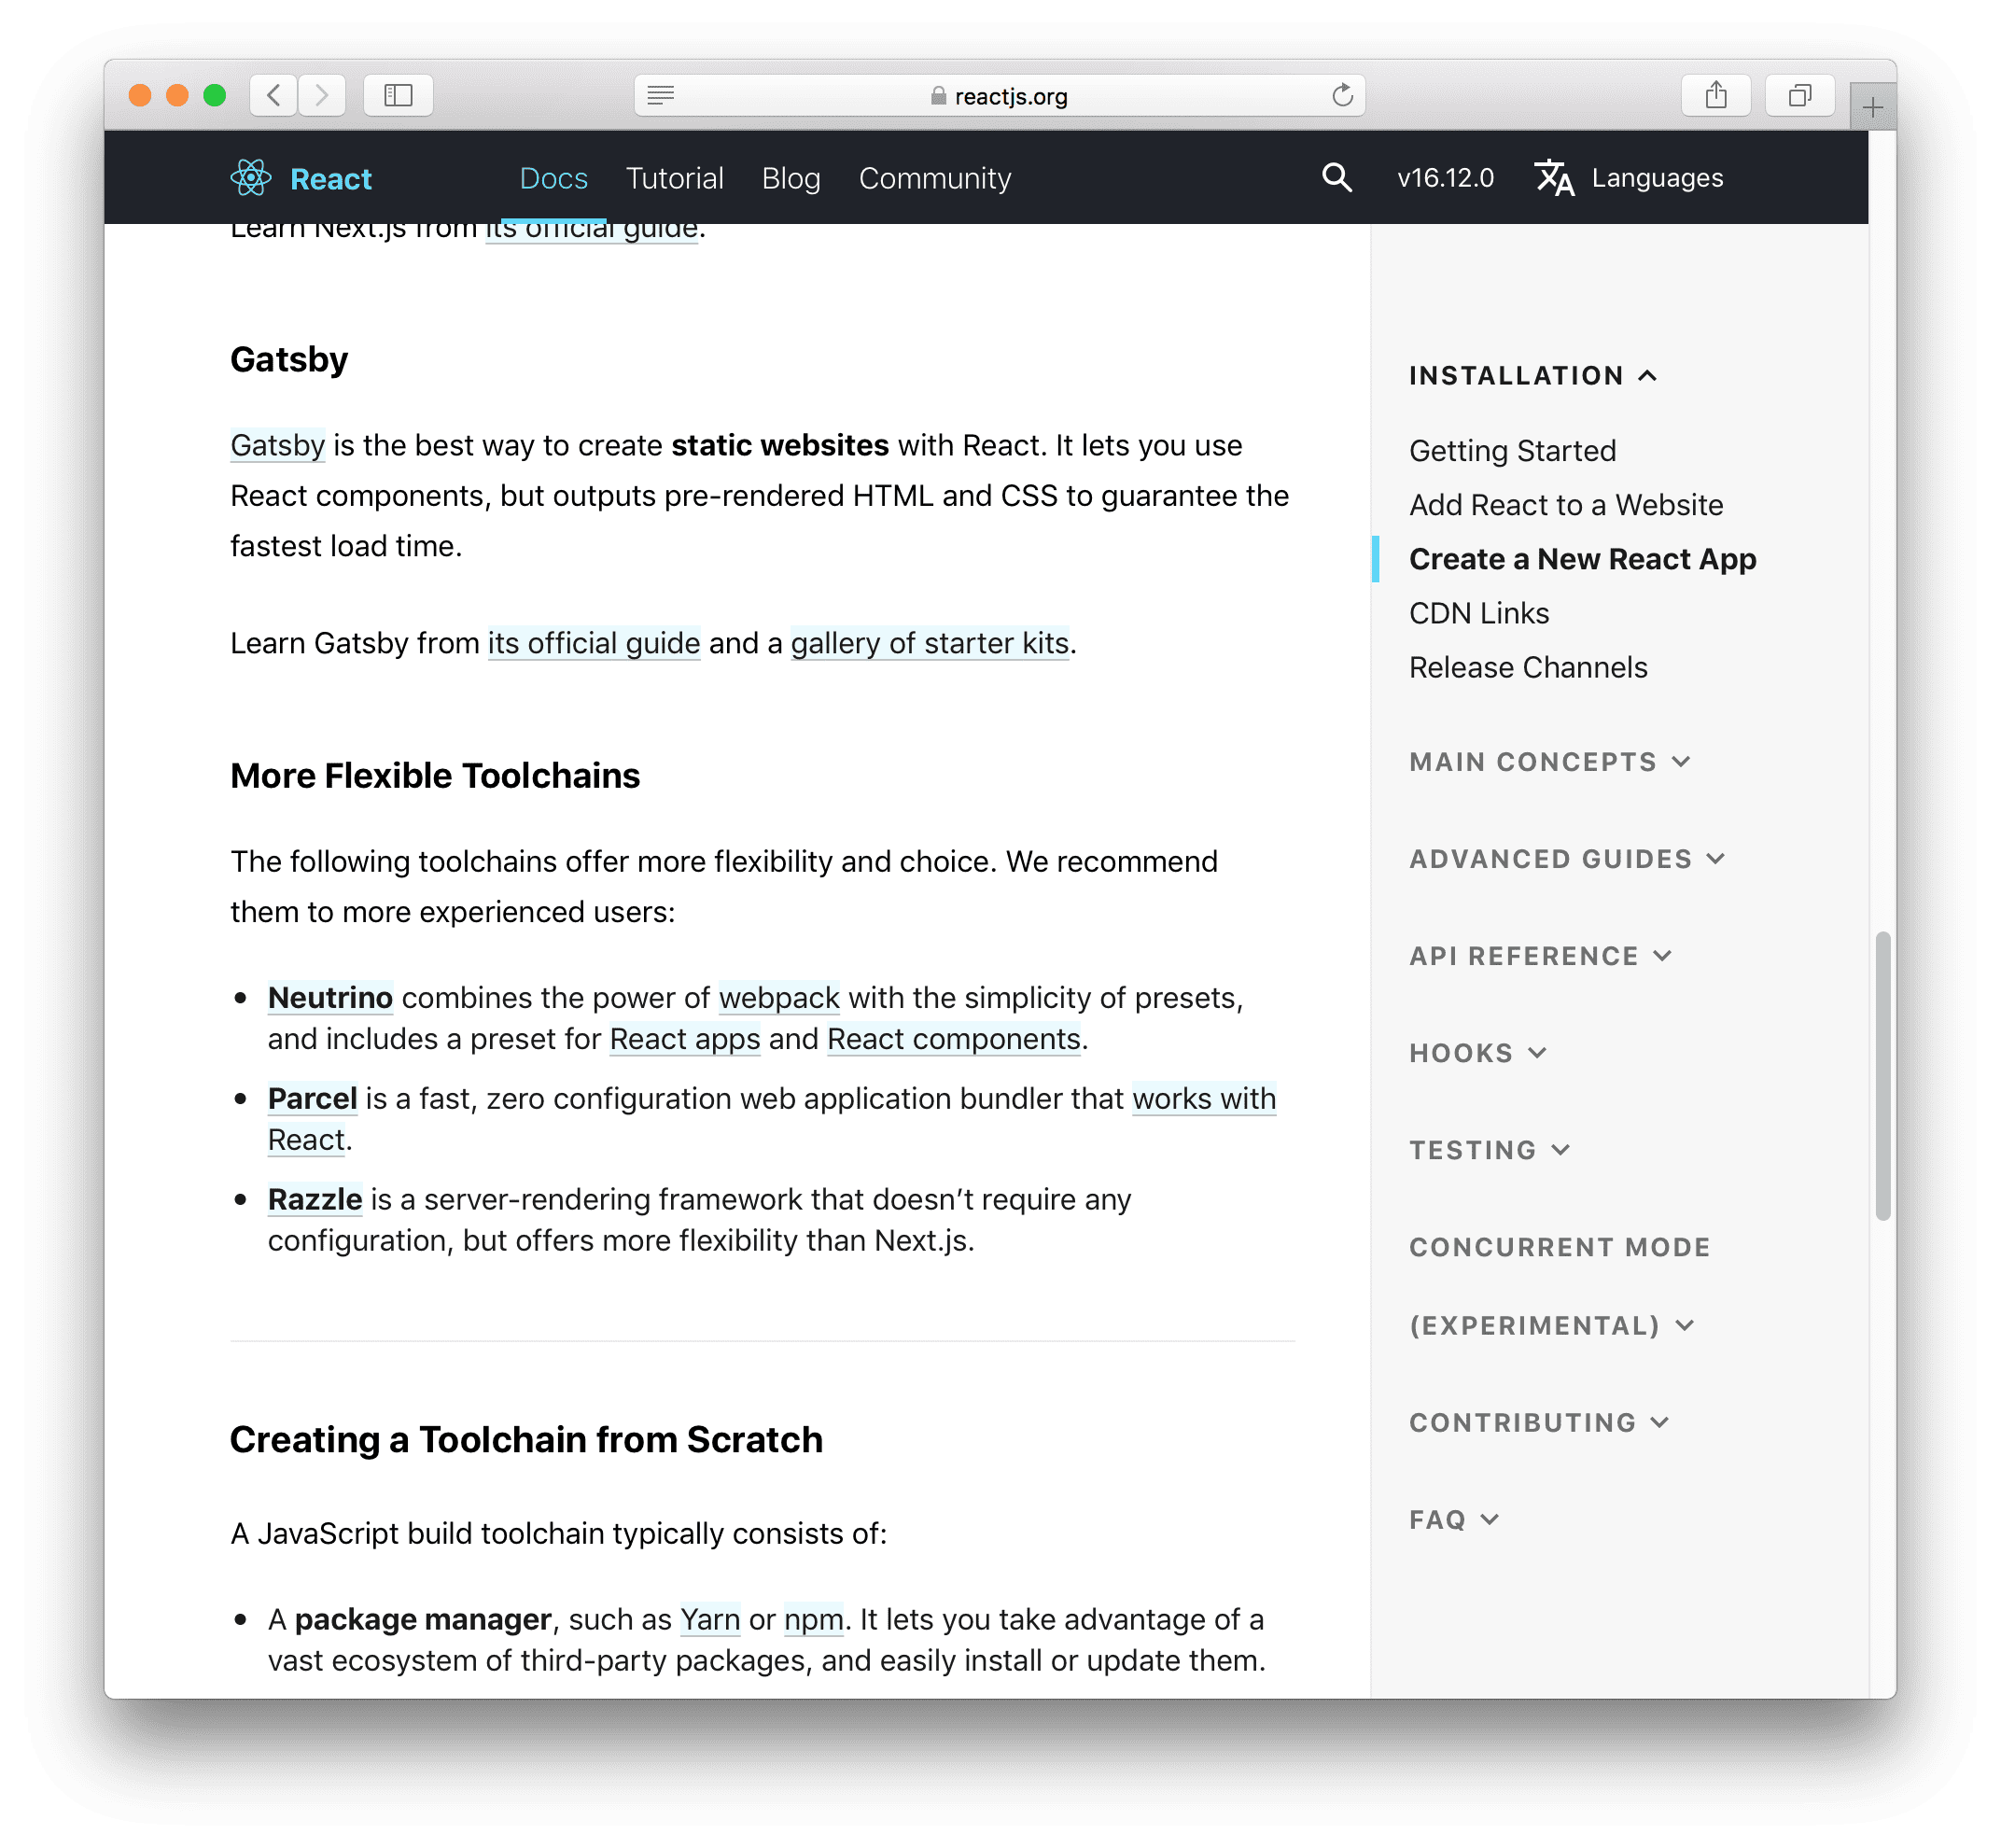 reactjs.org
React
Docs
Tutorial
Blog
Community
v16.12.0
Languages
Learn Next.js from its official guide.
Gatsby
Gatsby is the best way to create static websites with React. It lets you use
React components, but outputs pre-rendered HTML and CSS to guarantee the
fastest load time.
Learn Gatsby from its official guide and a gallery of starter kits.
More Flexible Toolchains
The following toolchains offer more flexibility and choice. We recommend
them to more experienced users:
• Neutrino combines the power of webpack with the simplicity of presets,
and includes a preset for React apps and React components.
• Parcel is a fast, zero configuration web application bundler that works with
React.
• Razzle is a server-rendering framework that doesn’t require any
configuration, but offers more flexibility than Next.js.
Creating a Toolchain from Scratch
A JavaScript build toolchain typically consists of:
• A package manager, such as Yarn or npm. It lets you take advantage of a
vast ecosystem of third-party packages, and easily install or update them.
INSTALLATION
Getting Started
Add React to a Website
Create a New React App
CDN Links
Release Channels
MAIN CONCEPTS
ADVANCED GUIDES
API REFERENCE
HOOKS
TESTING
CONCURRENT MODE
(EXPERIMENTAL)
CONTRIBUTING
FAQ